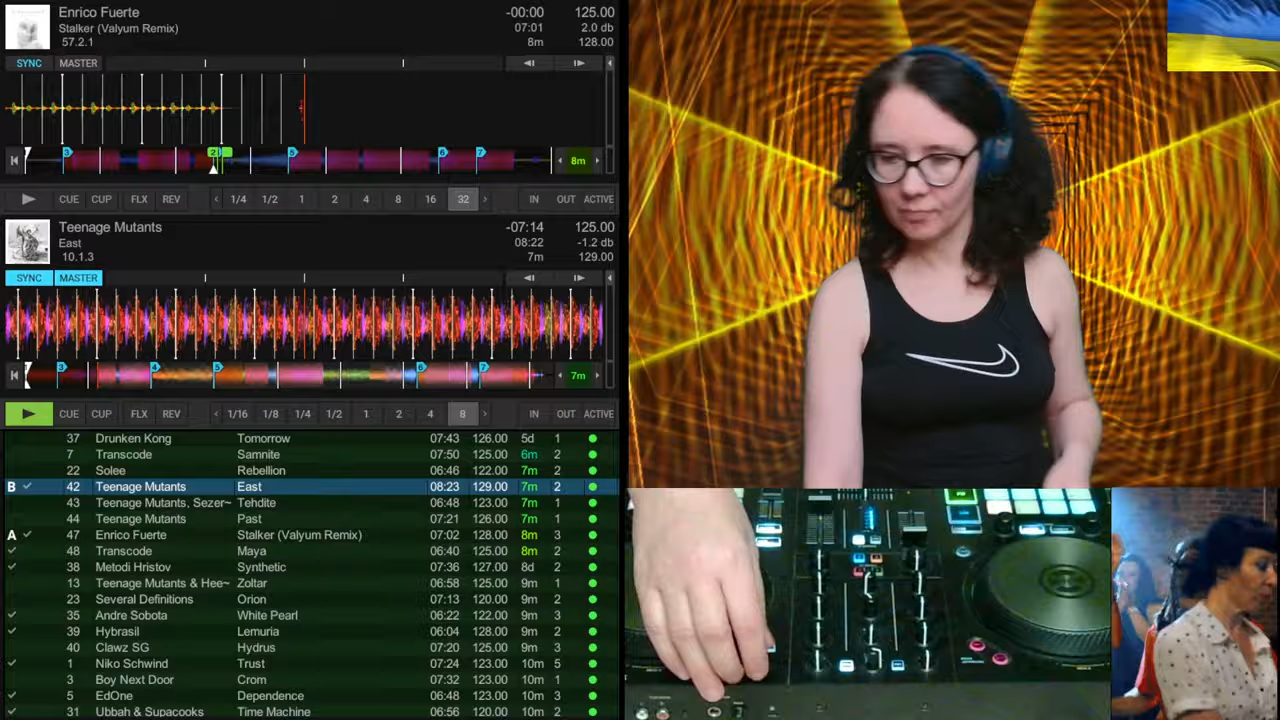 Enrico Fuerte -00:00 125.00
Stalker (Valyum Remix) 07:01 2.0 db
57.2.1 8m 128.00
SYNC MASTER
3 2 5 6 7 8m
CUE CUP FLX REV 1/4 1/2 1 2 4 8 16 32 IN OUT ACTIVE
Teenage Mutants -07:14 125.00
East 08:22 -1.2 db
10.1.3 7m 129.00
SYNC MASTER
3 4 5 6 7 7m
CUE CUP FLX REV 1/16 1/8 1/4 1/2 1 2 4 8 IN OUT ACTIVE
37 Drunken Kong Tomorrow 07:43 126.00 5d 1
7 Transcode Samnite 07:50 125.00 6m 2
22 Solee Rebellion 06:46 122.00 7m 2
B 42 Teenage Mutants East 08:23 129.00 7m 2
43 Teenage Mutants, Sezer~ Tehdite 06:48 123.00 7m 1
44 Teenage Mutants Past 07:21 126.00 7m 1
A 47 Enrico Fuerte Stalker (Valyum Remix) 07:02 128.00 8m 3
48 Transcode Maya 06:40 125.00 8m 2
38 Metodi Hristov Synthetic 07:36 127.00 8d 2
13 Teenage Mutants & Hee~ Zoltar 06:58 125.00 9m 1
23 Several Definitions Orion 07:13 120.00 9m 2
35 Andre Sobota White Pearl 06:22 122.00 9m 3
39 Hybrasil Lemuria 06:04 128.00 9m 2
40 Clawz SG Hydrus 07:20 125.00 9m 3
1 Niko Schwind Trust 07:24 123.00 10m 5
3 Boy Next Door Crom 07:32 123.00 10m 1
5 EdOne Dependence 06:48 123.00 10m 3
31 Ubbah & Supacooks Time Machine 06:56 120.00 10m 2